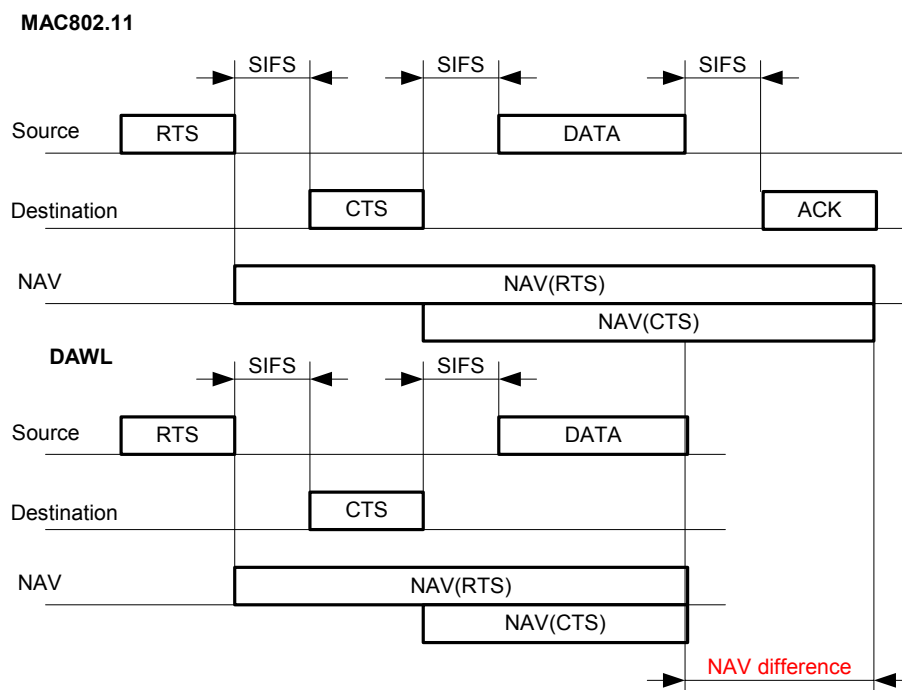 MAC802.11
SIFS SIFS SIFS
Source RTS DATA
Destination CTS ACK
NAV NAV(RTS)
NAV(CTS)
DAWL
SIFS SIFS
Source RTS DATA
Destination CTS
NAV NAV(RTS)
NAV(CTS)
NAV difference